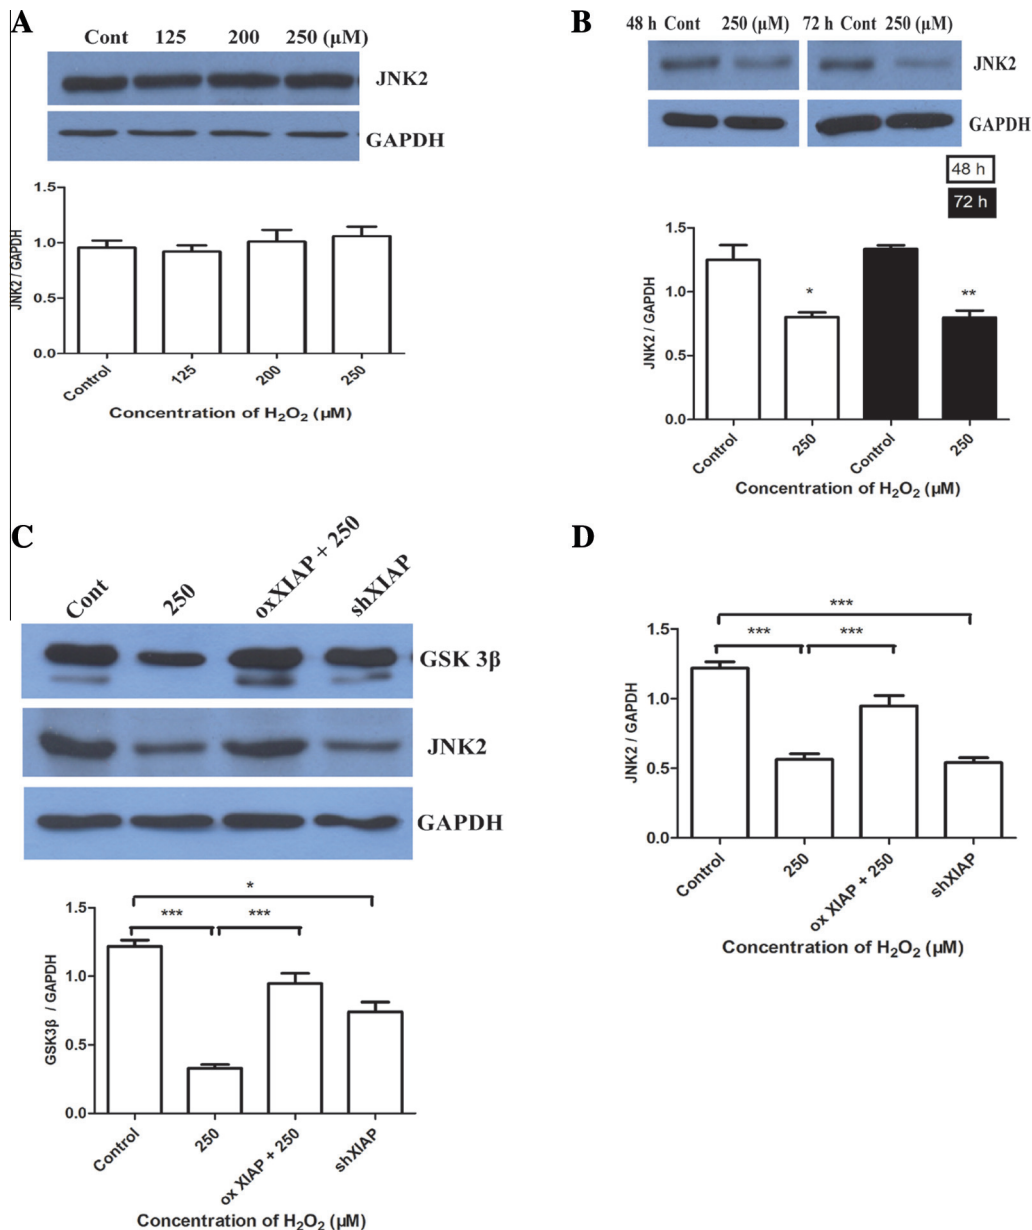 A
Cont 125 200 250 (µM)
JNK2
GAPDH
1.5
1.0
0.5
0.0
JNK2 / GAPDH
Control 125 200 250
Concentration of H₂O₂ (µM)
B
48 h Cont 250 (µM) 72 h Cont 250 (µM)
JNK2
GAPDH
48 h
72 h
1.5
1.0
0.5
0.0
JNK2 / GAPDH
* **
Control 250 Control 250
Concentration of H₂O₂ (µM)
C
Cont 250 oxXIAP + 250 shXIAP
GSK 3β
JNK2
GAPDH
*
*** ***
1.5
1.0
0.5
0.0
GSK3β / GAPDH
Control 250 ox XIAP + 250 shXIAP
Concentration of H₂O₂ (µM)
D
***
*** ***
1.5
1.0
0.5
0.0
JNK2 / GAPDH
Control 250 ox XIAP + 250 shXIAP
Concentration of H₂O₂ (µM)